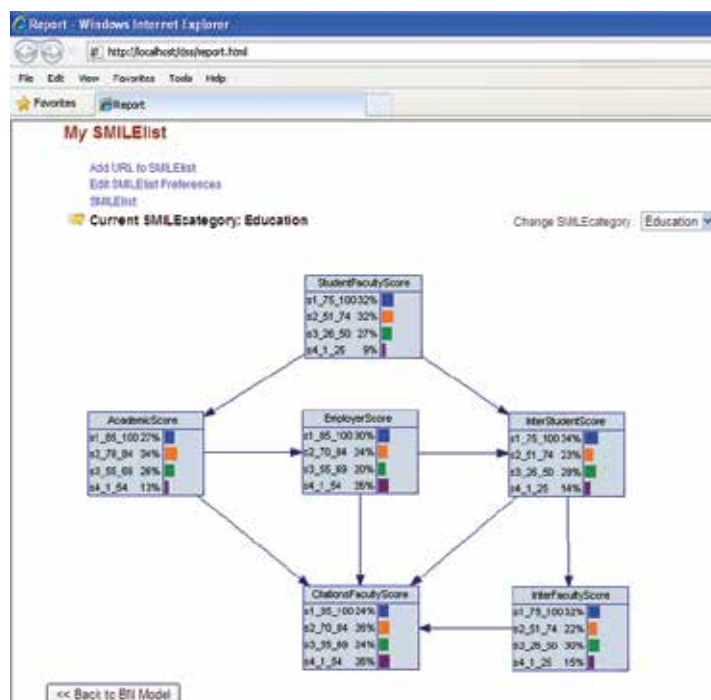 Report - Windows Internet Explorer
http://localhost/dss/report.html
File Edit View Favorites Tools Help
Favorites Report
My SMILElist
Add URL to SMILElist
Edit SMILElist Preferences
SMILElist
Current SMILEcategory: Education
Change SMILEcategory: Education
StudentFacultyScore
s1_75_100 32%
s2_51_74 32%
s3_26_50 27%
s4_1_25 9%
AcademicScore
s1_85_100 27%
s2_70_84 34%
s3_55_69 26%
s4_1_54 13%
EmployerScore
s1_85_100 30%
s2_70_84 24%
s3_55_69 20%
s4_1_54 26%
InterStudentScore
s1_75_100 34%
s2_51_74 23%
s3_26_50 29%
s4_1_25 14%
CitationsFacultyScore
24%
s2_70_84
s3_55_69 24%
s4_1_54
InterFacultyScore
s1_75_100 32%
s2_51_74 22%
s3_26_50 30%
s4_1_25 15%
<< Back to BN Model